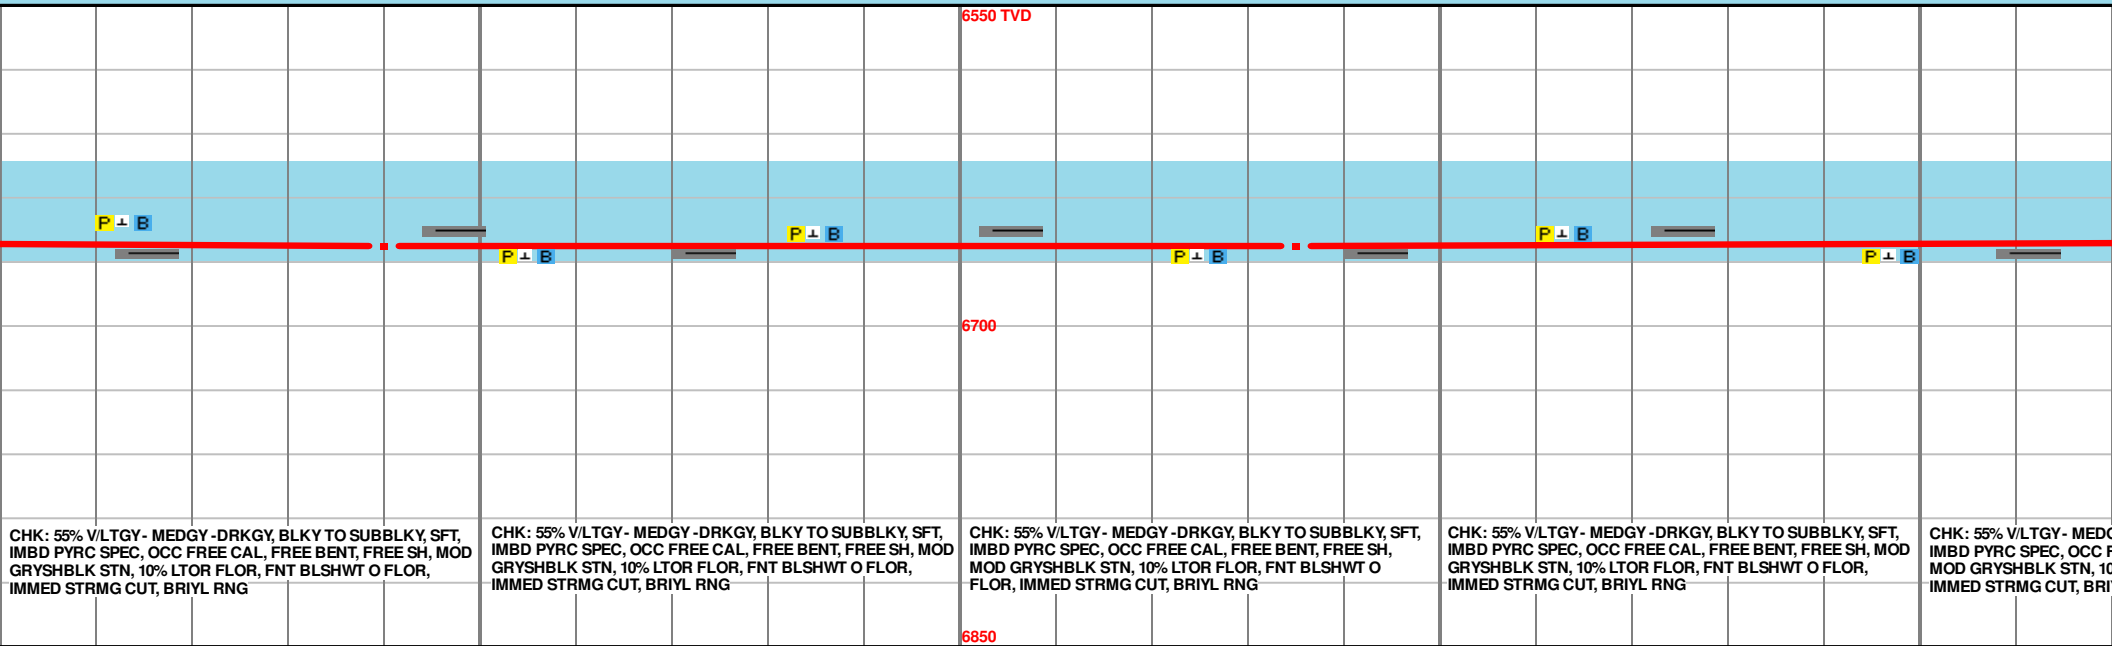 6550 TVD
P ⊥ B
P ⊥ B
P ⊥ B
P ⊥ B
P ⊥ B
P ⊥ B
6700
CHK: 55% V/LTGY- MEDGY -DRKGY, BLKY TO SUBBLKY, SFT,
IMBD PYRC SPEC, OCC FREE CAL, FREE BENT, FREE SH, MOD
GRYSHBLK STN, 10% LTOR FLOR, FNT BLSHWT O FLOR,
IMMED STRMG CUT, BRIYL RNG
CHK: 55% V/LTGY- MEDGY -DRKGY, BLKY TO SUBBLKY, SFT,
IMBD PYRC SPEC, OCC FREE CAL, FREE BENT, FREE SH, MOD
GRYSHBLK STN, 10% LTOR FLOR, FNT BLSHWT O FLOR,
IMMED STRMG CUT, BRIYL RNG
CHK: 55% V/LTGY- MEDGY -DRKGY, BLKY TO SUBBLKY, SFT,
IMBD PYRC SPEC, OCC FREE CAL, FREE BENT, FREE SH,
MOD GRYSHBLK STN, 10% LTOR FLOR, FNT BLSHWT O
FLOR, IMMED STRMG CUT, BRIYL RNG
CHK: 55% V/LTGY- MEDGY -DRKGY, BLKY TO SUBBLKY, SFT,
IMBD PYRC SPEC, OCC FREE CAL, FREE BENT, FREE SH, MOD
GRYSHBLK STN, 10% LTOR FLOR, FNT BLSHWT O FLOR,
IMMED STRMG CUT, BRIYL RNG
CHK: 55% V/LTGY- MEDG
IMBD PYRC SPEC, OCC F
MOD GRYSHBLK STN, 10
IMMED STRMG CUT, BRI
6850